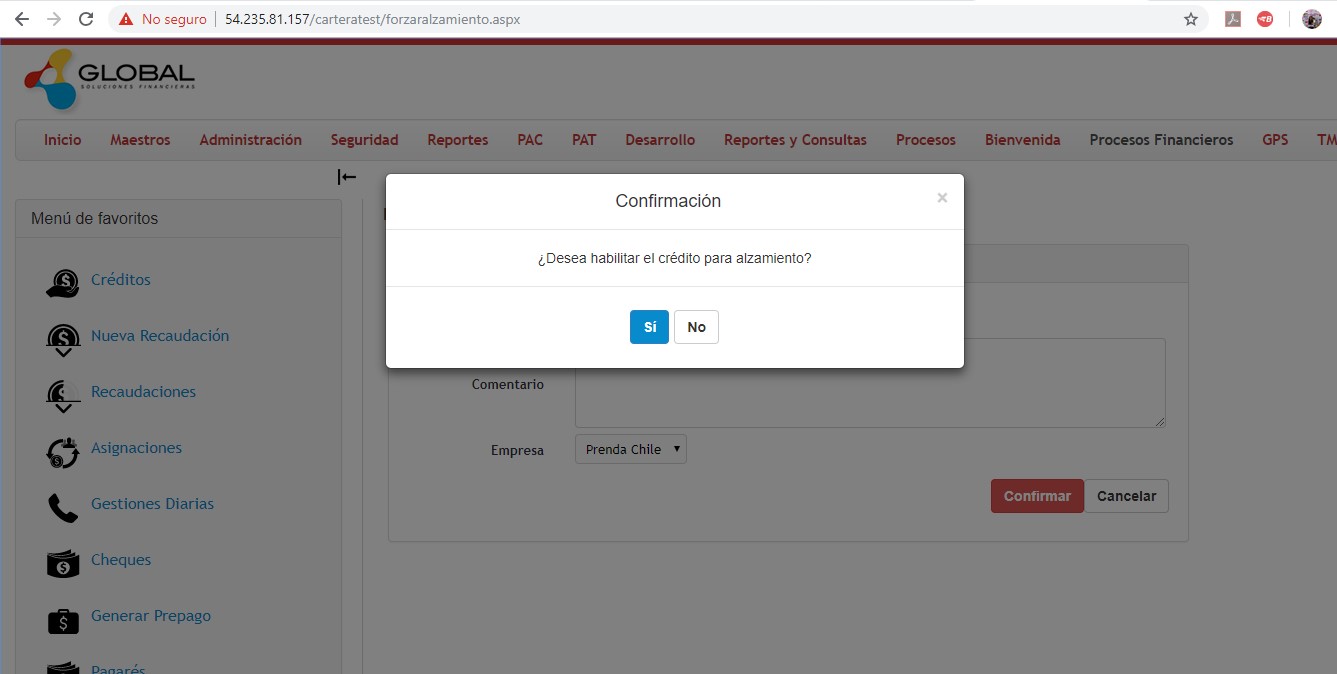 No seguro
54.235.81.157/carteratest/forzaralzamiento.aspx
GLOBAL
SOLUCIONES FINANCIERAS
Inicio Maestros Administración Seguridad Reportes PAC PAT Desarrollo Reportes y Consultas Procesos Bienvenida Procesos Financieros GPS TM
Menú de favoritos
Créditos
Nueva Recaudación
Recaudaciones
Asignaciones
Gestiones Diarias
Cheques
Generar Prepago
Pagarés
Confirmación
×
¿Desea habilitar el crédito para alzamiento?
Sí No
Comentario
Empresa Prenda Chile
Confirmar Cancelar